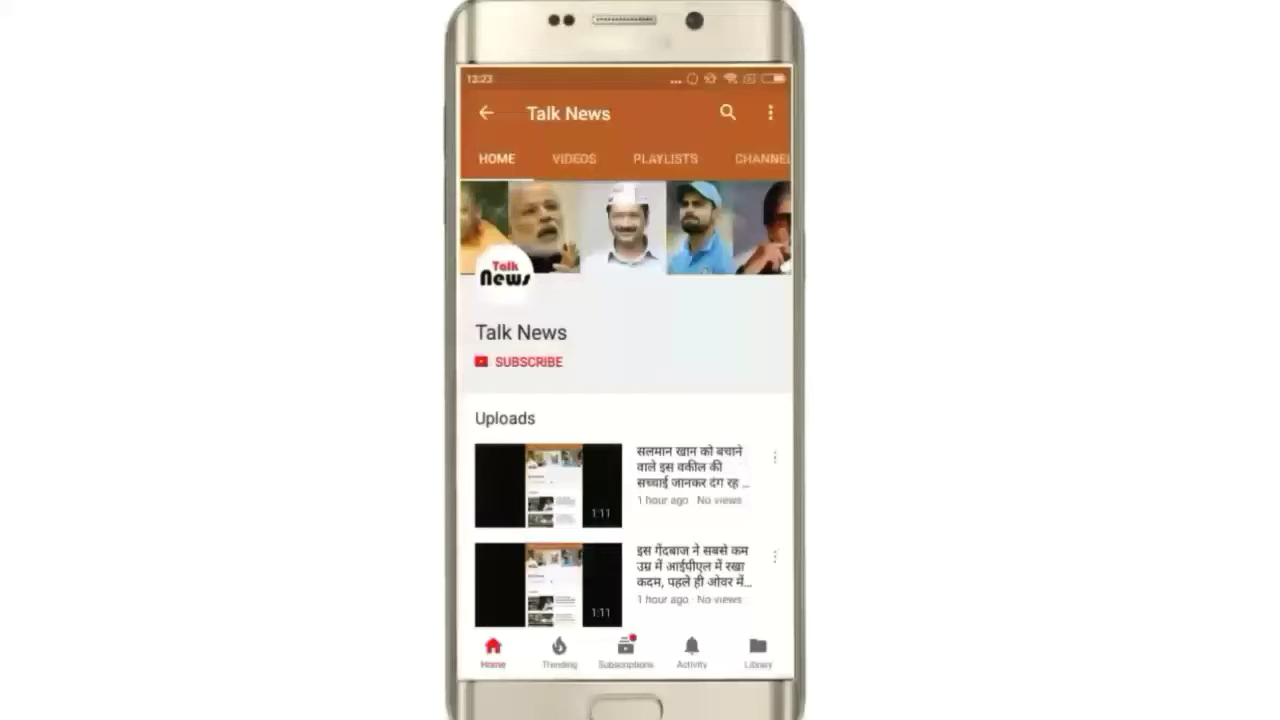 13:23
Talk News
HOME VIDEOS PLAYLISTS CHANNEL
Talk
News
Talk News
SUBSCRIBE
Uploads
सलमान खान को बचाने
वाले इस वकील की
सच्चाई जानकर दंग रह ...
1 hour ago · No views
1:11
इस गेंदबाज ने सबसे कम
उम्र में आईपीएल में रखा
कदम, पहले ही ओवर में...
1 hour ago · No views
1:11
Home Trending Subscriptions Activity Library